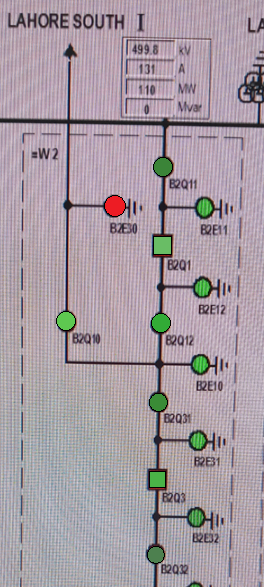 LAHORE SOUTH I
LA
499.8 kV
131 A
110 MW
0 Mvar
=W2
B2Q11
B2E30
B2E11
B2Q1
B2E12
B2Q10
B2Q12
B2E10
B2Q31
B2E31
B2Q3
B2E32
B2Q32